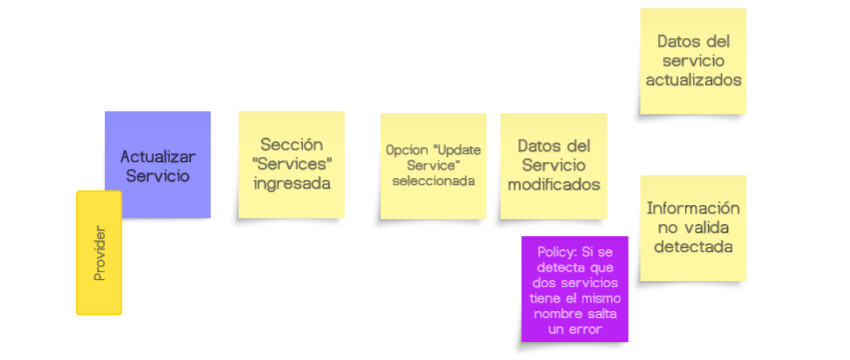 Actualizar
Servicio
Provider
Sección
"Services"
ingresada
Opcion "Update
Service"
seleccionada
Datos del
Servicio
modificados
Policy: Si se
detecta que
dos servicios
tiene el mismo
nombre salta
un error
Datos del
servicio
actualizados
Información
no valida
detectada